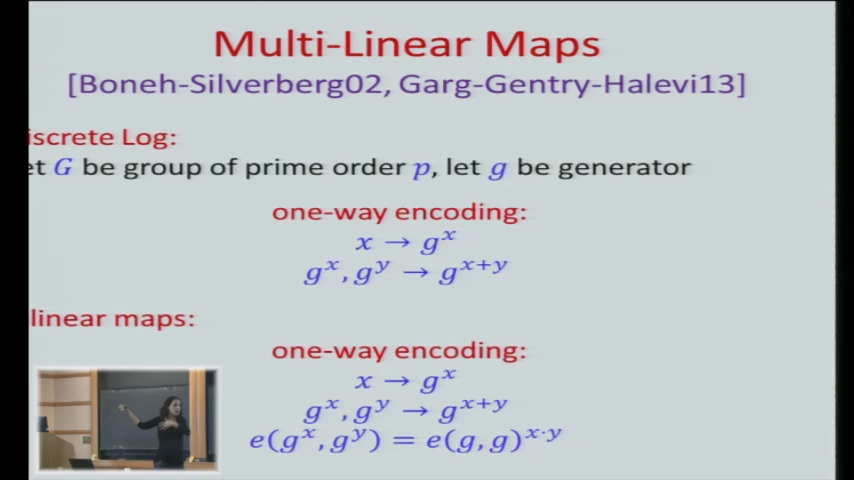 Multi-Linear Maps
[Boneh-Silverberg02, Garg-Gentry-Halevi13]
iscrete Log:
et G be group of prime order p, let g be generator
one-way encoding:
x → g^x
g^x, g^y → g^{x+y}
linear maps:
one-way encoding:
x → g^x
g^x, g^y → g^{x+y}
e(g^x, g^y) = e(g, g)^{x·y}